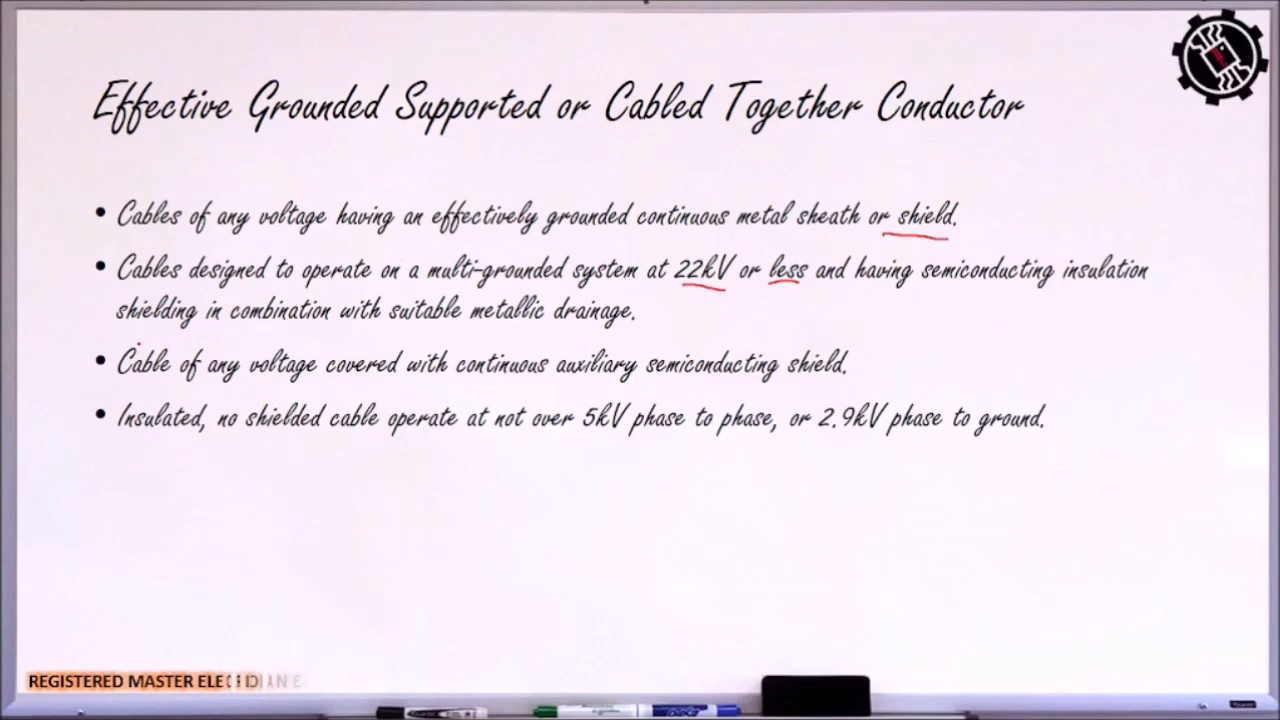 Effective Grounded Supported or Cabled Together Conductor
• Cables of any voltage having an effectively grounded continuous metal sheath or shield.
• Cables designed to operate on a multi-grounded system at 22kV or less and having semiconducting insulation
shielding in combination with suitable metallic drainage.
• Cable of any voltage covered with continuous auxiliary semiconducting shield.
• Insulated, no shielded cable operate at not over 5kV phase to phase, or 2.9kV phase to ground.
REGISTERED MASTER